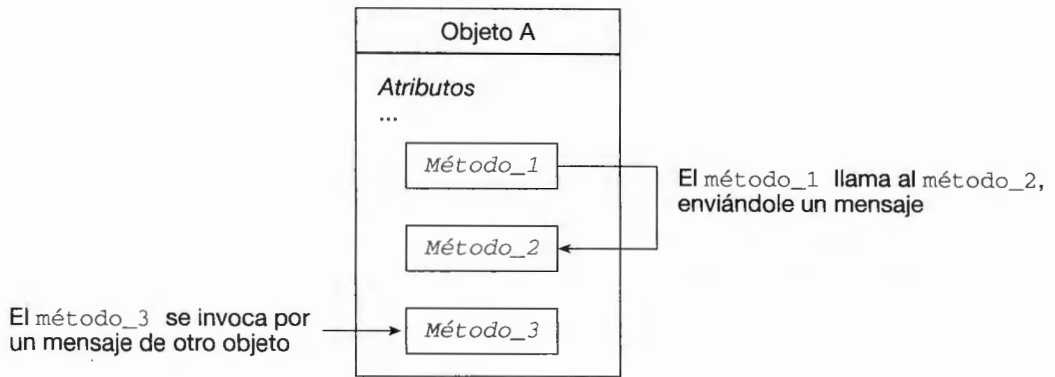 Objeto A
Atributos
...
Método_1
El método_1 llama al método_2,
enviándole un mensaje
Método_2
El método_3 se invoca por
un mensaje de otro objeto
Método_3